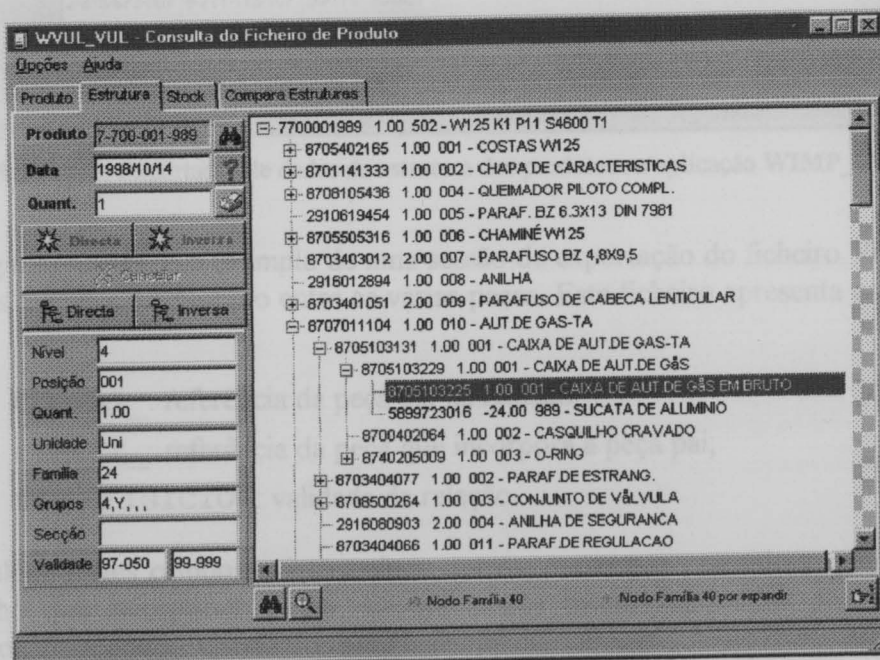 WVUL_VUL - Consulta do Ficheiro de Produto
Opções Ajuda
Produto Estrutura Stock Compara Estruturas
Produto 7-700-001-989
Data 1998/10/14 ?
Quant. 1
Directa Inversa
Cancelar
Directa Inversa
Nível 4
Posição 001
Quant. 1.00
Unidade Uni
Família 24
Grupos 4,Y,,,
Secção
Validade 97-050 99-999
7700001989 1.00 502 - W125 K1 P11 S4600 T1
8705402165 1.00 001 - COSTAS W125
8701141333 1.00 002 - CHAPA DE CARACTERISTICAS
8708105436 1.00 004 - QUEIMADOR PILOTO COMPL.
2910619454 1.00 005 - PARAF. BZ 6.3X13 DIN 7981
8705505316 1.00 006 - CHAMINÉ W125
8703403012 2.00 007 - PARAFUSO BZ 4,8X9,5
2916012694 1.00 008 - ANILHA
8703401051 2.00 009 - PARAFUSO DE CABECA LENTICULAR
8707011104 1.00 010 - AUT.DE GAS-TA
8705103131 1.00 001 - CAIXA DE AUT.DE GAS-TA
8705103229 1.00 001 - CAIXA DE AUT.DE GåS
8705103225 1.00 001 - CAIXA DE AUT.DE GåS EM BRUTO
5899723016 -24.00 989 - SUCATA DE ALUMINIO
8700402064 1.00 002 - CASQUILHO CRAVADO
8740205009 1.00 003 - O-RING
8703404077 1.00 002 - PARAF.DE ESTRANG.
8708500264 1.00 003 - CONJUNTO DE VåLVULA
2916080903 2.00 004 - ANILHA DE SEGURANCA
8703404066 1.00 011 - PARAF.DE REGULACAO
Nodo Família 40 + Nodo Família 40 por expandir